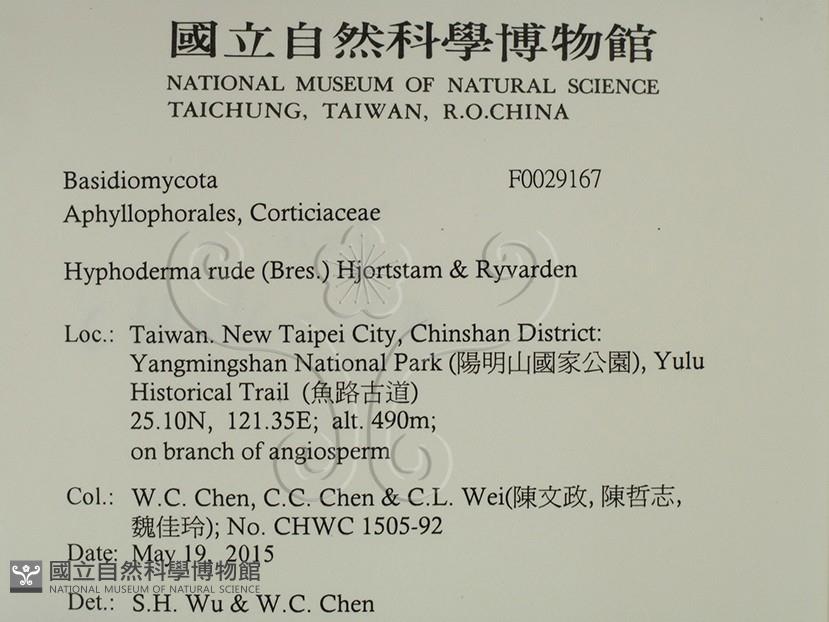 國立自然科學博物館
NATIONAL MUSEUM OF NATURAL SCIENCE
TAICHUNG, TAIWAN, R.O.CHINA
Basidiomycota F0029167
Aphyllophorales, Corticiaceae
Hyphoderma rude (Bres.) Hjortstam & Ryvarden
Loc.: Taiwan. New Taipei City, Chinshan District:
Yangmingshan National Park (陽明山國家公園), Yulu
Historical Trail (魚路古道)
25.10N, 121.35E; alt. 490m;
on branch of angiosperm
Col.: W.C. Chen, C.C. Chen & C.L. Wei(陳文政, 陳哲志,
魏佳玲); No. CHWC 1505-92
Date: May 19, 2015
國立自然科學博物館
NATIONAL MUSEUM OF NATURAL SCIENCE
Det.: S.H. Wu & W.C. Chen